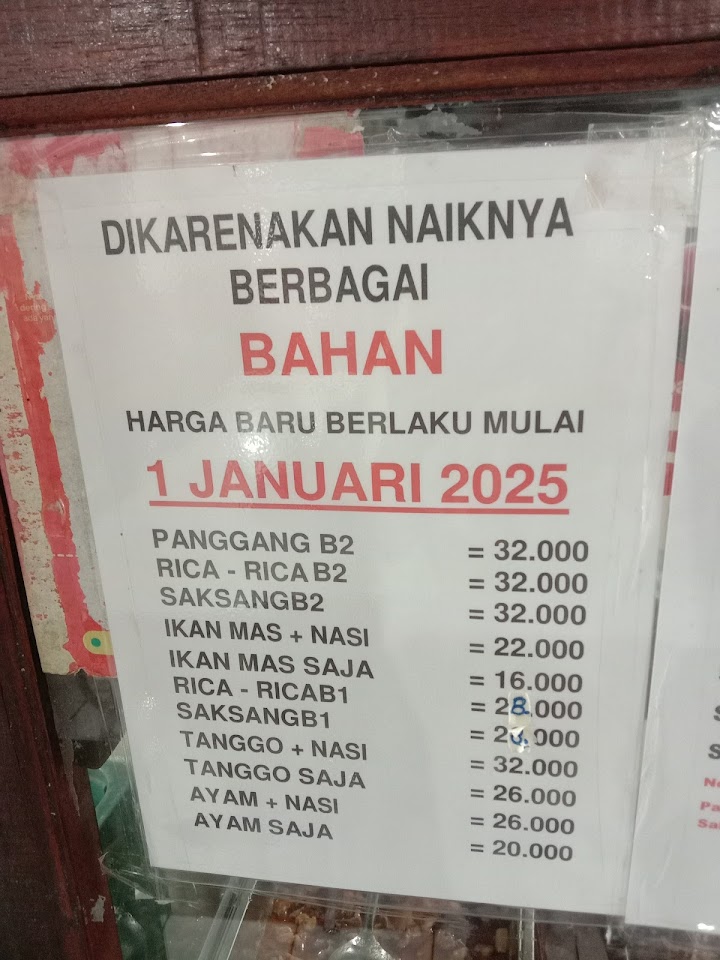 DIKARENAKAN NAIKNYA
BERBAGAI
BAHAN
HARGA BARU BERLAKU MULAI
1 JANUARI 2025
PANGGANG B2 = 32.000
RICA - RICA B2 = 32.000
SAKSANGB2 = 32.000
IKAN MAS + NASI = 22.000
IKAN MAS SAJA = 16.000
RICA - RICAB1 = 28.000
SAKSANGB1 = 28.000
TANGGO + NASI = 32.000
TANGGO SAJA = 26.000
AYAM + NASI = 26.000
AYAM SAJA = 20.000